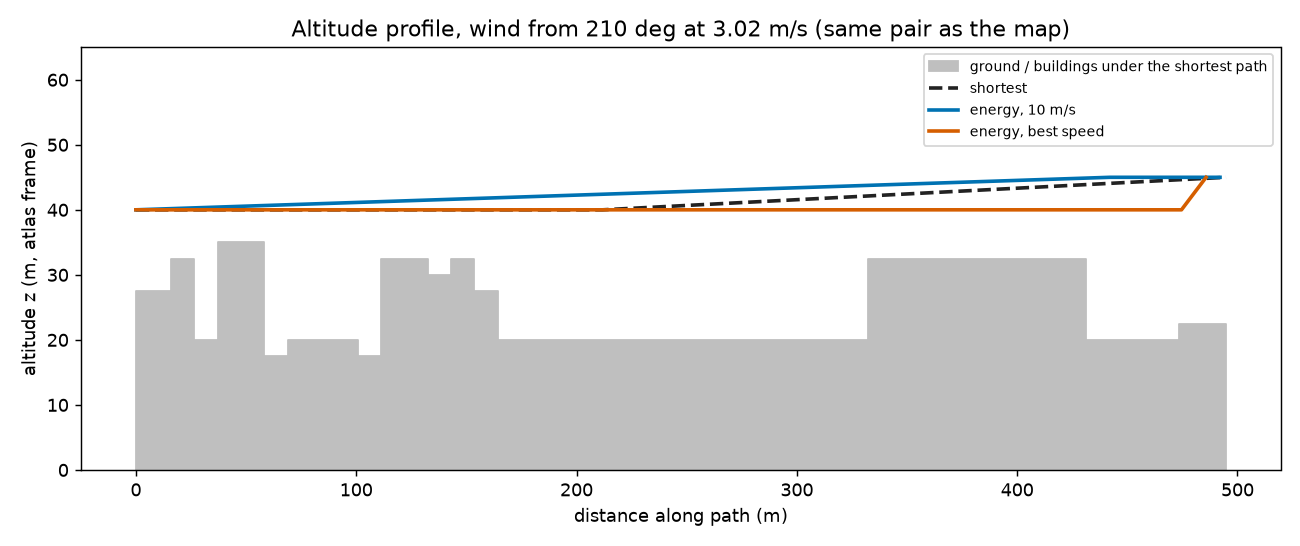 Altitude profile, wind from 210 deg at 3.02 m/s (same pair as the map)
ground / buildings under the shortest path
shortest
energy, 10 m/s
energy, best speed
altitude z (m, atlas frame)
60
50
40
30
20
10
0
0 100 200 300 400 500
distance along path (m)